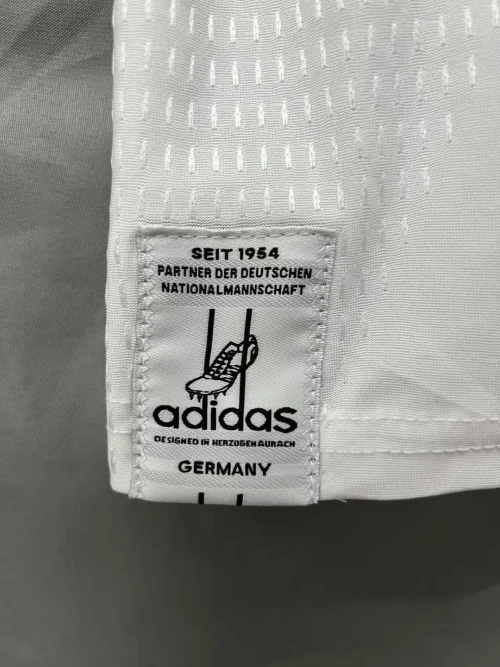 SEIT 1954
PARTNER DER DEUTSCHEN
NATIONALMANNSCHAFT
adidas
DESIGNED IN HERZOGENAURACH
GERMANY